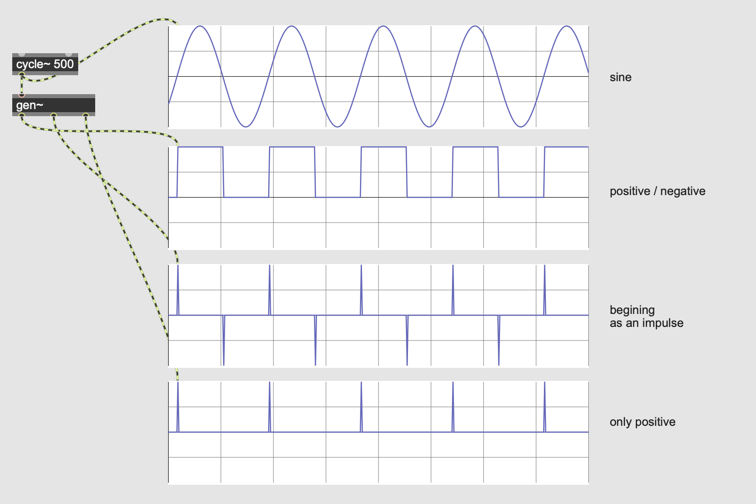 cycle~ 500
gen~
sine
positive / negative
begining
as an impulse
only positive